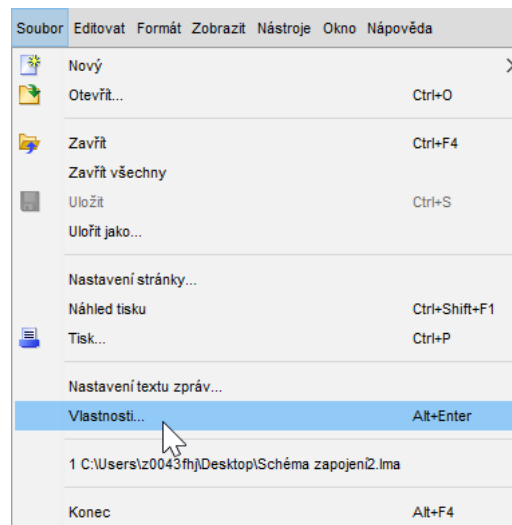 Soubor Editovat Formát Zobrazit Nástroje Okno Nápověda
Nový
Otevřít... Ctrl+O
Zavřít Ctrl+F4
Zavřít všechny
Uložit Ctrl+S
Ulořit jako...
Nastavení stránky...
Náhled tisku Ctrl+Shift+F1
Tisk... Ctrl+P
Nastavení textu zpráv...
Vlastnosti... Alt+Enter
1 C:\Users\z0043fhj\Desktop\Schéma zapojení2.lma
Konec Alt+F4